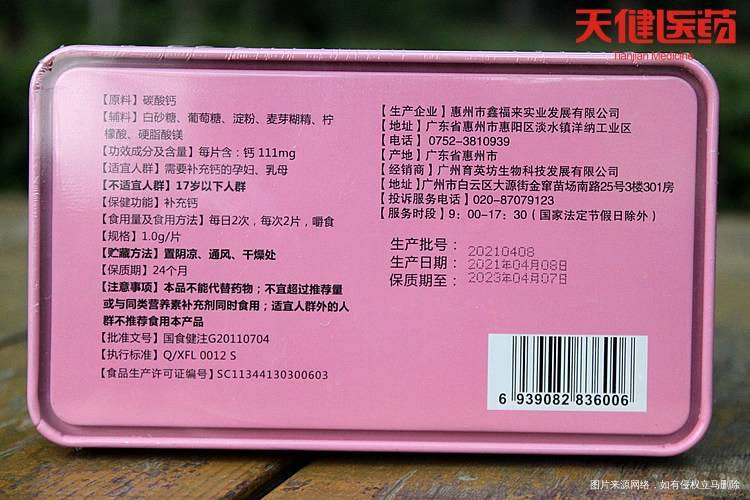 天健医药
Tianjian Medicine
【原料】碳酸钙
【辅料】白砂糖、葡萄糖、淀粉、麦芽糊精、柠
檬酸、硬脂酸镁
【功效成分及含量】每片含：钙 111mg
【适宜人群】需要补充钙的孕妇、乳母
【不适宜人群】17岁以下人群
【保健功能】补充钙
【食用量及食用方法】每日2次，每次2片，嚼食
【规格】1.0g/片
【贮藏方法】置阴凉、通风、干燥处
【保质期】24个月
【注意事项】本品不能代替药物；不宜超过推荐量
或与同类营养素补充剂同时食用；适宜人群外的人
群不推荐食用本产品
【批准文号】国食健注G20110704
【执行标准】Q/XFL 0012 S
【食品生产许可证编号】SC11344130300603
【生产企业】惠州市鑫福来实业发展有限公司
【地址】广东省惠州市惠阳区淡水镇洋纳工业区
【电话】 0752-3810939
【产地】广东省惠州市
【经销商】广州育英坊生物科技发展有限公司
【地址】广州市白云区大源街金窜苗场南路25号3楼301房
【投诉服务电话】020-87079123
【服务时段】9：00-17：30（国家法定节假日除外）
生产批号： 20210408
生产日期： 2021年04月08日
保质期至： 2023年04月07日
6 939082 836006
图片来源网络，如有侵权立马删除